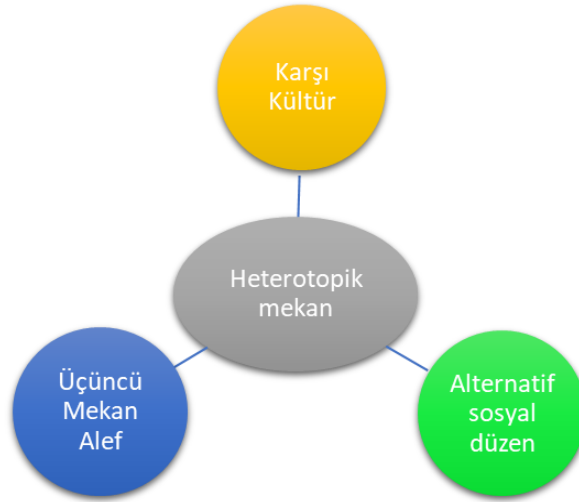 Karşı
Kültür
Heterotopik
mekan
Üçüncü
Mekan
Alef
Alternatif
sosyal
düzen